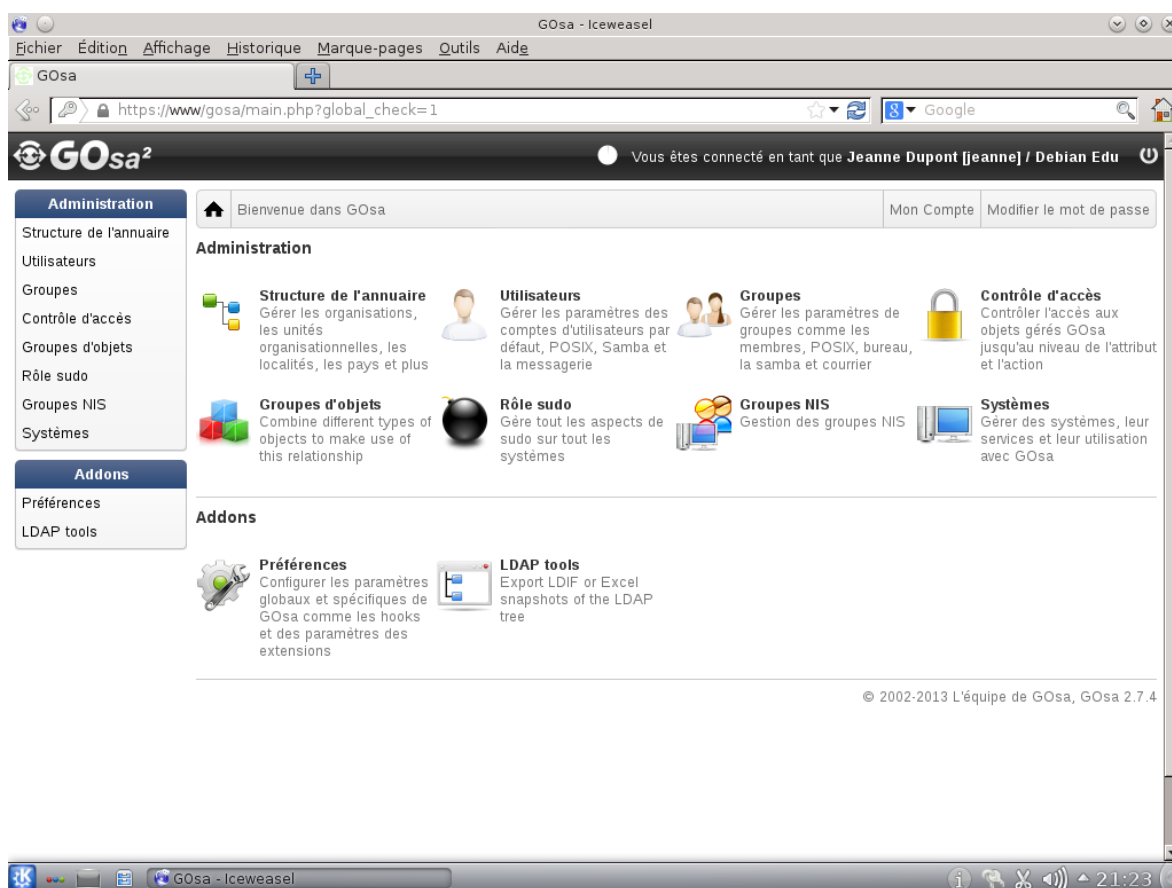 GOsa - Iceweasel
Fichier Édition Affichage Historique Marque-pages Outils Aide
GOsa
https://www/gosa/main.php?global_check=1
Google
GOsa²
Vous êtes connecté en tant que Jeanne Dupont [jeanne] / Debian Edu
Administration
Structure de l'annuaire
Utilisateurs
Groupes
Contrôle d'accès
Groupes d'objets
Rôle sudo
Groupes NIS
Systèmes
Addons
Préférences
LDAP tools
Bienvenue dans GOsa
Mon Compte
Modifier le mot de passe
Administration
Structure de l'annuaire
Gérer les organisations,
les unités
organisationnelles, les
localités, les pays et plus
Utilisateurs
Gérer les paramètres des
comptes d'utilisateurs par
défaut, POSIX, Samba et
la messagerie
Groupes
Gérer les paramètres de
groupes comme les
membres, POSIX, bureau,
la samba et courrier
Contrôle d'accès
Contrôler l'accès aux
objets gérés GOsa
jusqu'au niveau de l'attribut
et l'action
Groupes d'objets
Combine different types of
objects to make use of
this relationship
Rôle sudo
Gère tout les aspects de
sudo sur tout les
systèmes
Groupes NIS
Gestion des groupes NIS
Systèmes
Gérer des systèmes, leur
services et leur utilisation
avec GOsa
Addons
Préférences
Configurer les paramètres
globaux et spécifiques de
GOsa comme les hooks
et des paramètres des
extensions
LDAP tools
Export LDIF or Excel
snapshots of the LDAP
tree
© 2002-2013 L'équipe de GOsa, GOsa 2.7.4
GOsa - Iceweasel
21:23